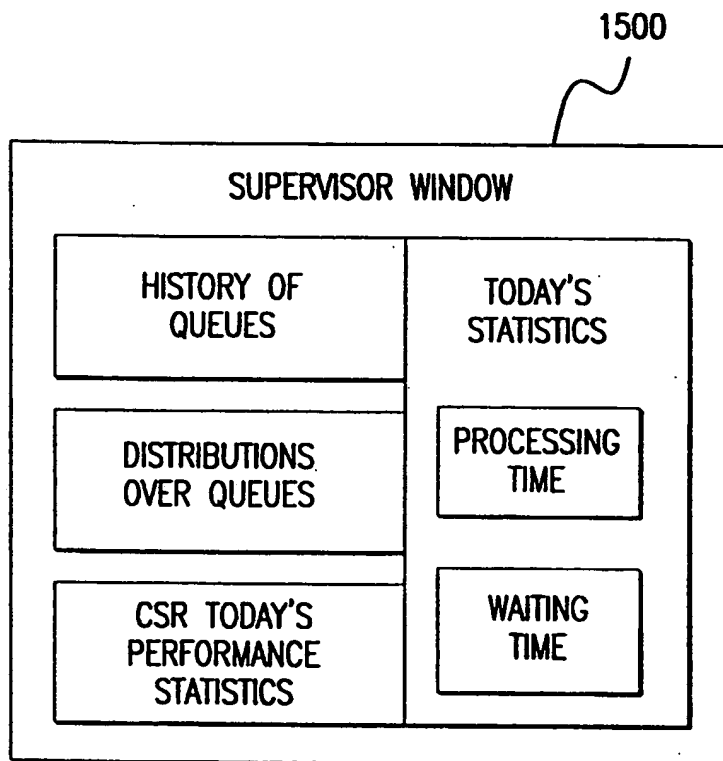 1500
SUPERVISOR WINDOW
HISTORY OF
QUEUES
DISTRIBUTIONS
OVER QUEUES
CSR TODAY'S
PERFORMANCE
STATISTICS
TODAY'S
STATISTICS
PROCESSING
TIME
WAITING
TIME